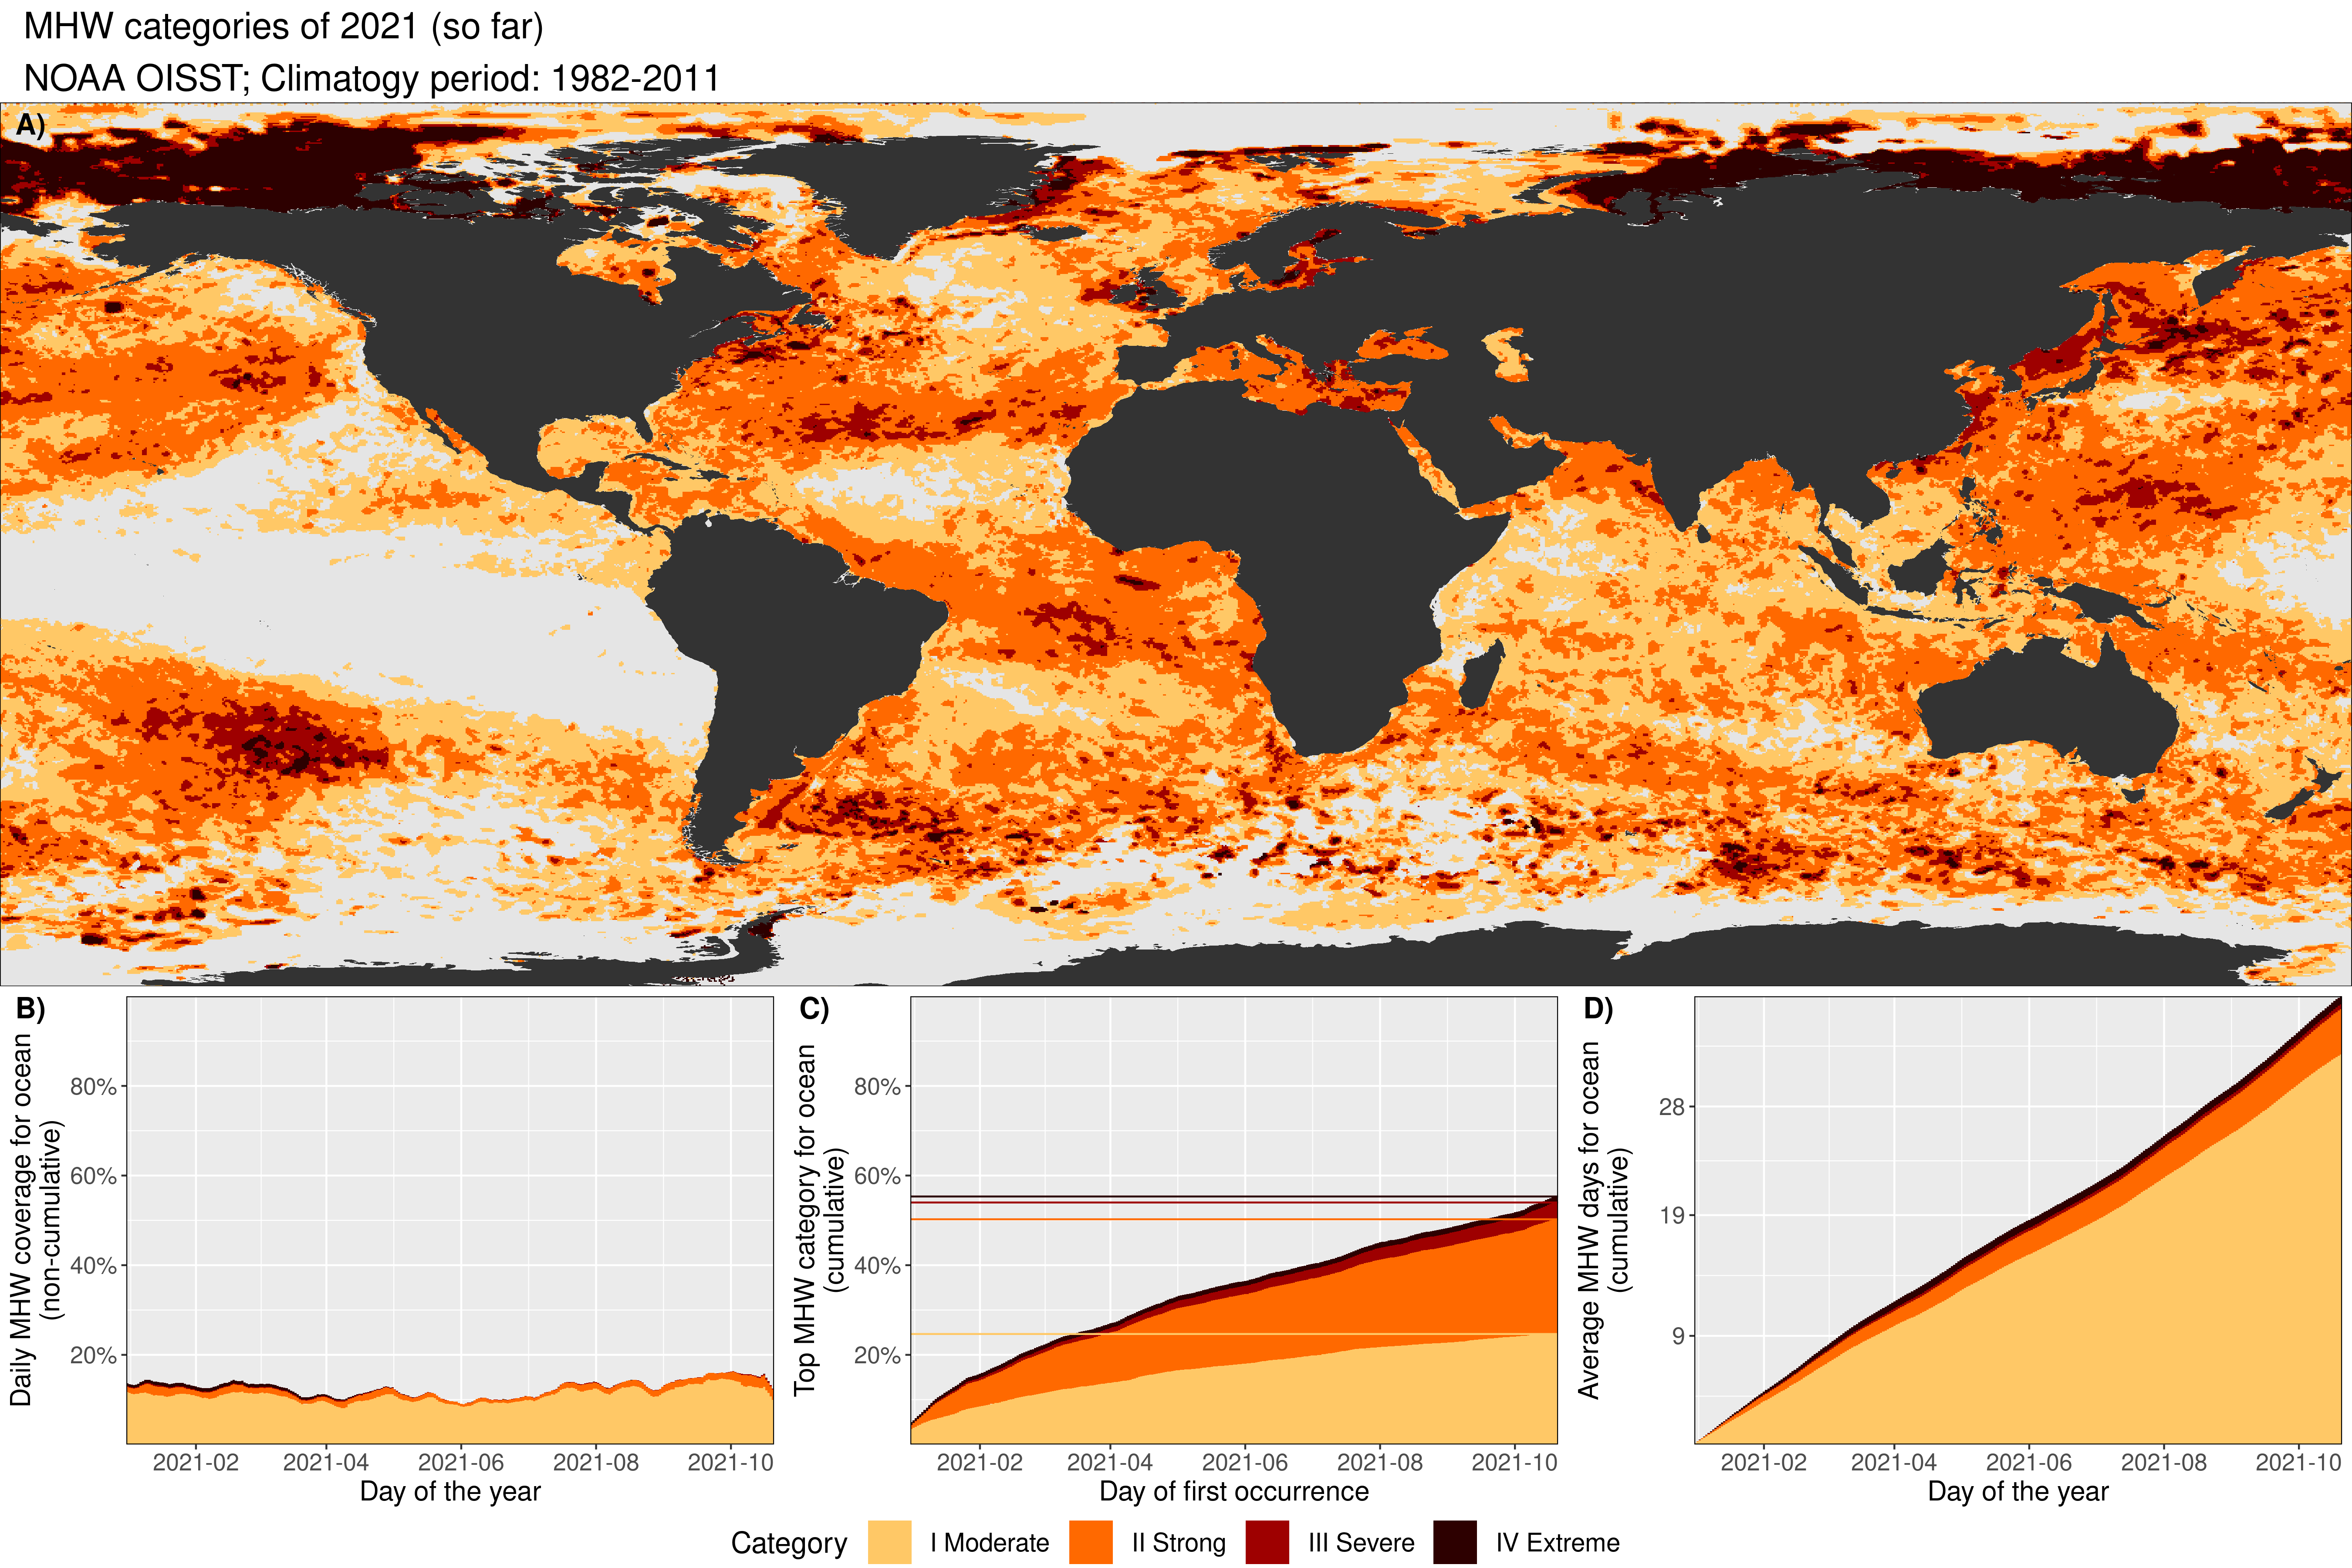 MHW categories of 2021 (so far)
NOAA OISST; Climatogy period: 1982-2011
A)
B)
Daily MHW coverage for ocean
(non-cumulative)
80%
60%
40%
20%
2021-02 2021-04 2021-06 2021-08 2021-10
Day of the year
C)
Top MHW category for ocean
(cumulative)
80%
60%
40%
20%
2021-02 2021-04 2021-06 2021-08 2021-10
Day of first occurrence
D)
Average MHW days for ocean
(cumulative)
28
19
9
2021-02 2021-04 2021-06 2021-08 2021-10
Day of the year
Category I Moderate II Strong III Severe IV Extreme